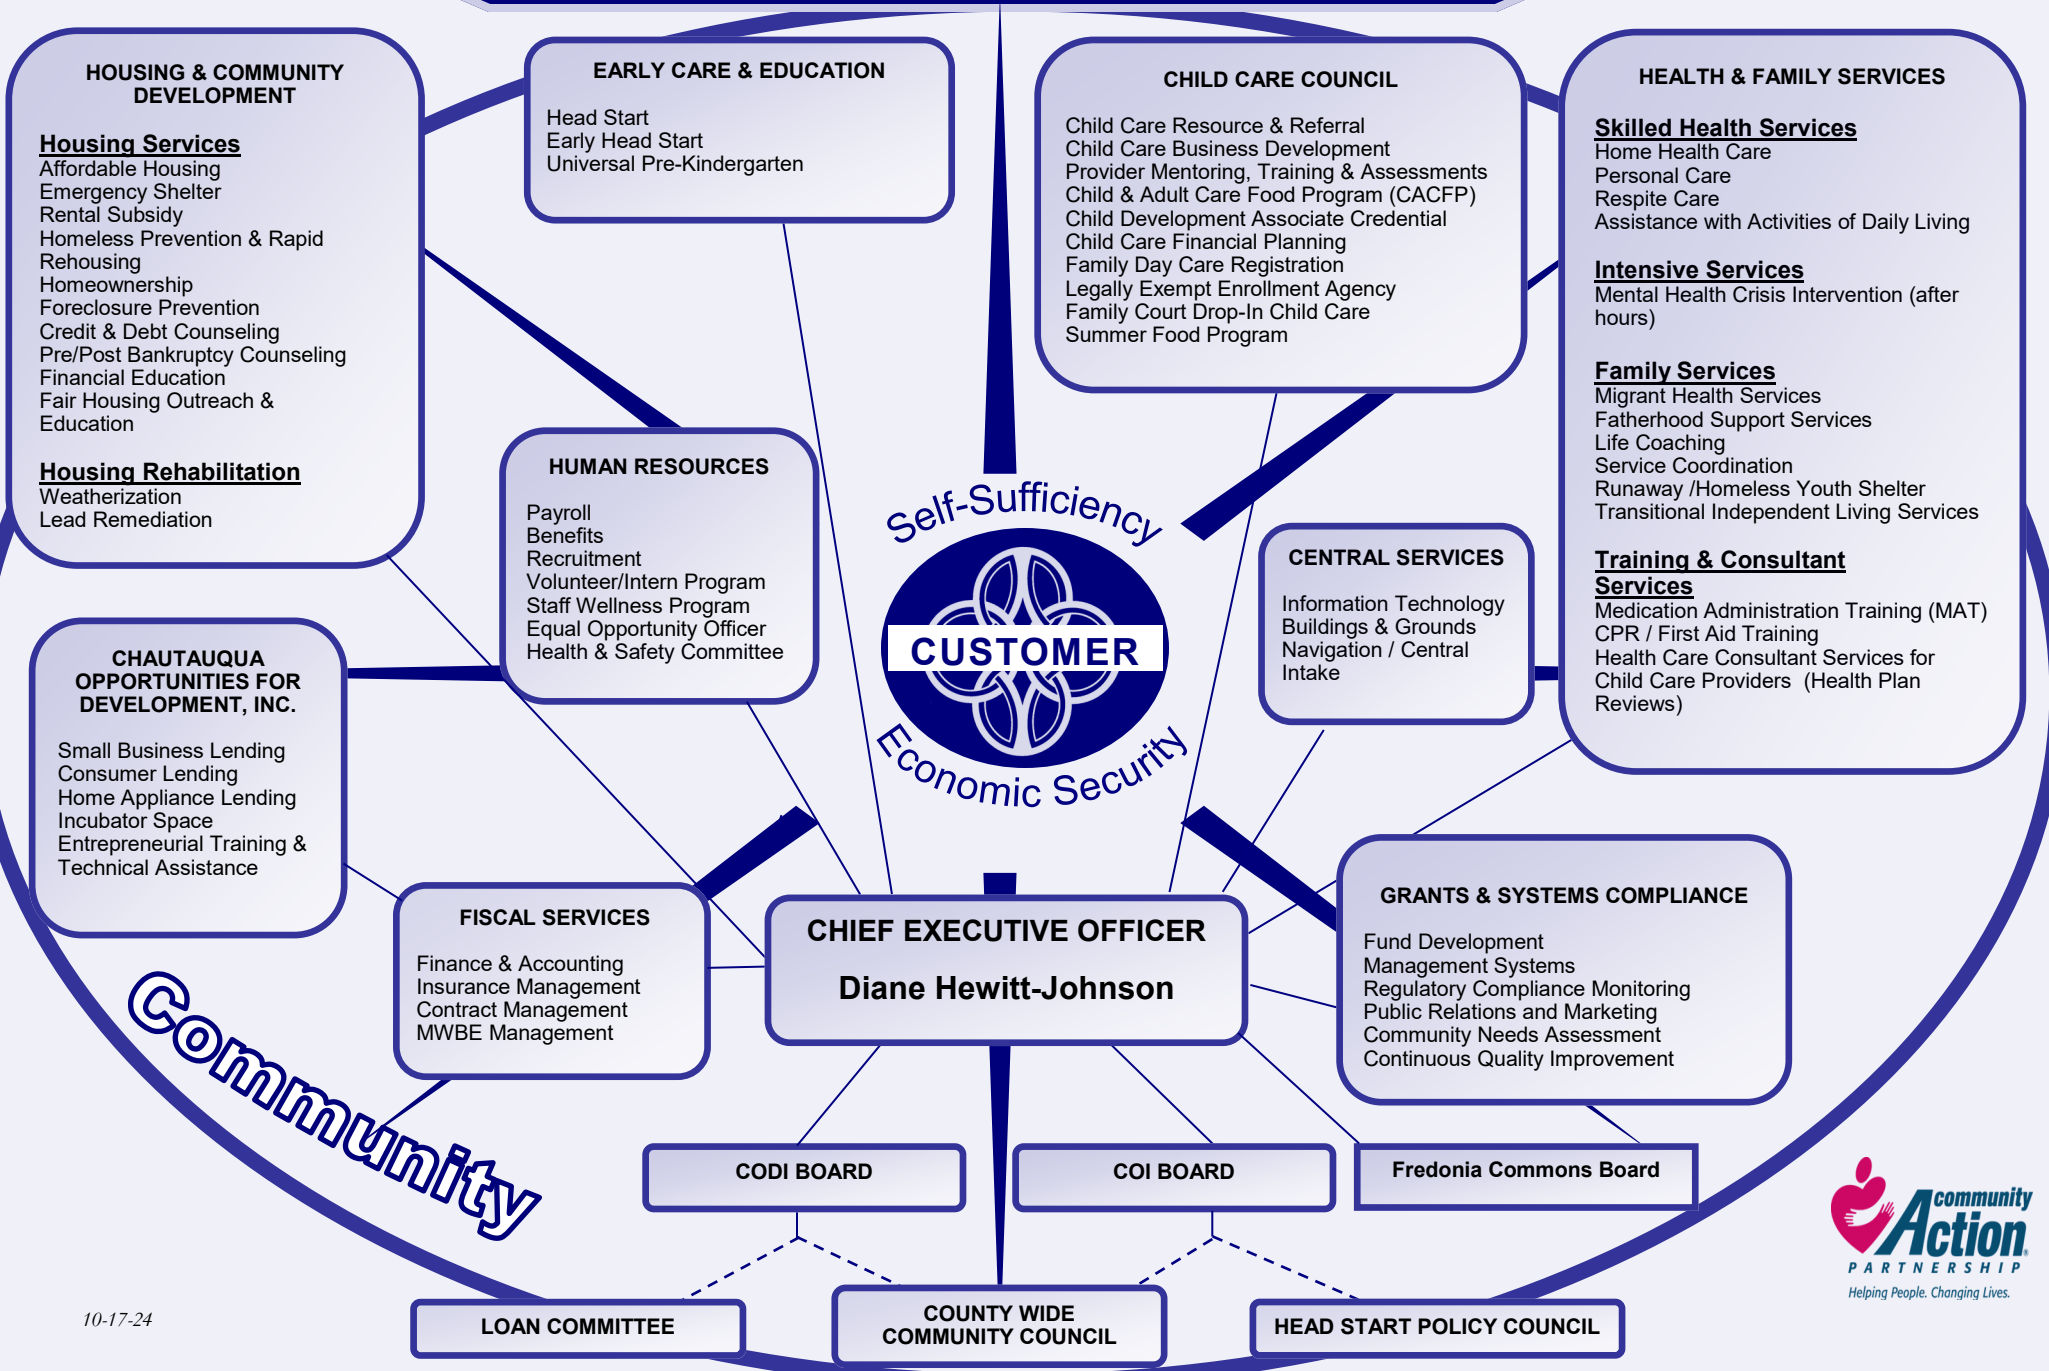 HOUSING & COMMUNITY
DEVELOPMENT
Housing Services
Affordable Housing
Emergency Shelter
Rental Subsidy
Homeless Prevention & Rapid
Rehousing
Homeownership
Foreclosure Prevention
Credit & Debt Counseling
Pre/Post Bankruptcy Counseling
Financial Education
Fair Housing Outreach &
Education
Housing Rehabilitation
Weatherization
Lead Remediation
EARLY CARE & EDUCATION
Head Start
Early Head Start
Universal Pre-Kindergarten
CHILD CARE COUNCIL
Child Care Resource & Referral
Child Care Business Development
Provider Mentoring, Training & Assessments
Child & Adult Care Food Program (CACFP)
Child Development Associate Credential
Child Care Financial Planning
Family Day Care Registration
Legally Exempt Enrollment Agency
Family Court Drop-In Child Care
Summer Food Program
HEALTH & FAMILY SERVICES
Skilled Health Services
Home Health Care
Personal Care
Respite Care
Assistance with Activities of Daily Living
Intensive Services
Mental Health Crisis Intervention (after
hours)
Family Services
Migrant Health Services
Fatherhood Support Services
Life Coaching
Service Coordination
Runaway /Homeless Youth Shelter
Transitional Independent Living Services
Training & Consultant
Services
Medication Administration Training (MAT)
CPR / First Aid Training
Health Care Consultant Services for
Child Care Providers (Health Plan
Reviews)
HUMAN RESOURCES
Payroll
Benefits
Recruitment
Volunteer/Intern Program
Staff Wellness Program
Equal Opportunity Officer
Health & Safety Committee
Self-Sufficiency
CUSTOMER
Economic Security
CENTRAL SERVICES
Information Technology
Buildings & Grounds
Navigation / Central
Intake
CHAUTAUQUA
OPPORTUNITIES FOR
DEVELOPMENT, INC.
Small Business Lending
Consumer Lending
Home Appliance Lending
Incubator Space
Entrepreneurial Training &
Technical Assistance
FISCAL SERVICES
Finance & Accounting
Insurance Management
Contract Management
MWBE Management
CHIEF EXECUTIVE OFFICER
Diane Hewitt-Johnson
GRANTS & SYSTEMS COMPLIANCE
Fund Development
Management Systems
Regulatory Compliance Monitoring
Public Relations and Marketing
Community Needs Assessment
Continuous Quality Improvement
Community
CODI BOARD
COI BOARD
Fredonia Commons Board
LOAN COMMITTEE
COUNTY WIDE
COMMUNITY COUNCIL
HEAD START POLICY COUNCIL
10-17-24
community
Action®
PARTNERSHIP
Helping People. Changing Lives.